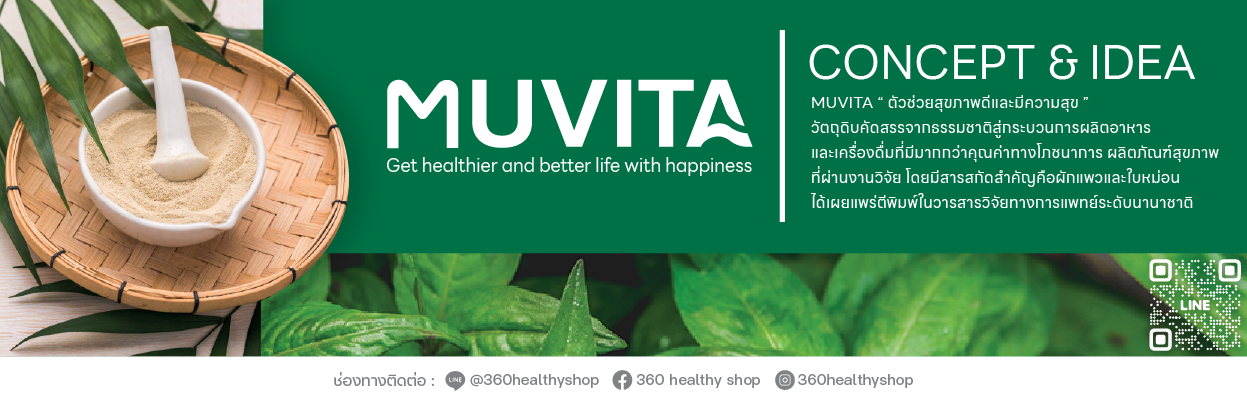 MUVITA
Get healthier and better life with happiness
CONCEPT & IDEA
MUVITA “ ตัวช่วยสุขภาพดีและมีความสุข ”
วัตถุดิบคัดสรรจากธรรมชาติสู่กระบวนการผลิตอาหาร
และเครื่องดื่มที่มีมากกว่าคุณค่าทางโภชนาการ ผลิตภัณฑ์สุขภาพ
ที่ผ่านงานวิจัย โดยมีสารสกัดสำคัญคือผักแพวและใบหม่อน
ได้เผยแพร่ตีพิมพ์ในวารสารวิจัยทางการแพทย์ระดับนานาชาติ
LINE
ช่องทางติดต่อ : LINE @360healthyshop 360 healthy shop 360healthyshop